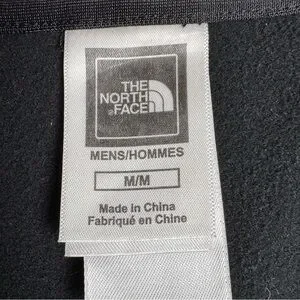 THE
NORTH
FACE
MENS/HOMMES
M/M
Made in China
Fabriqué en Chine